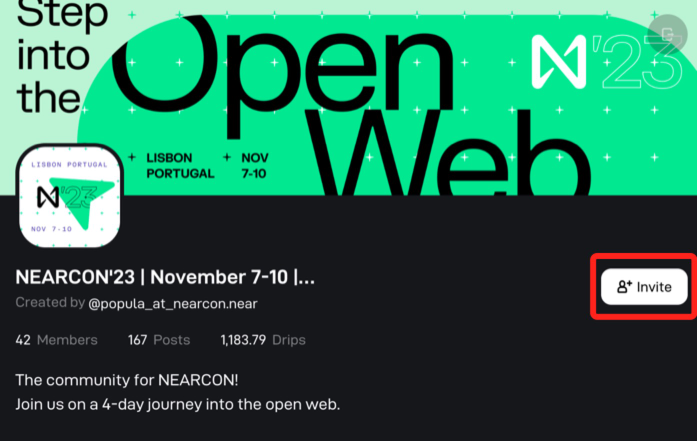 Step
into
the
Open
Web
N'23
LISBON
PORTUGAL
NOV
7-10
LISBON PORTUGAL
N'23
NOV 7-10
NEARCON'23 | November 7-10 |...
Created by @popula_at_nearcon.near
Invite
42 Members 167 Posts 1,183.79 Drips
The community for NEARCON!
Join us on a 4-day journey into the open web.